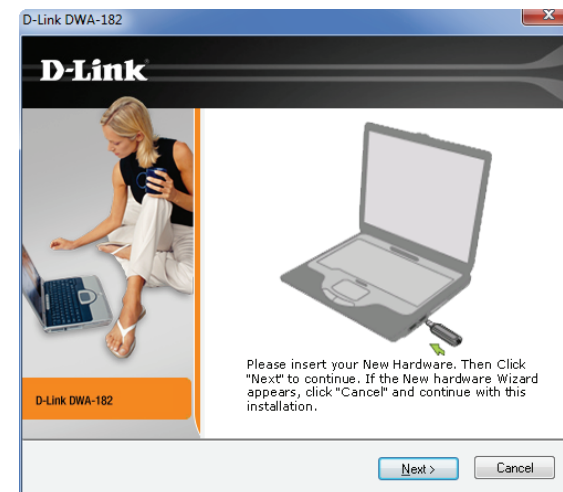 D-Link DWA-182
D-Link
Please insert your New Hardware. Then Click
"Next" to continue. If the New hardware Wizard
appears, click "Cancel" and continue with this
installation.
D-Link DWA-182
Next >
Cancel